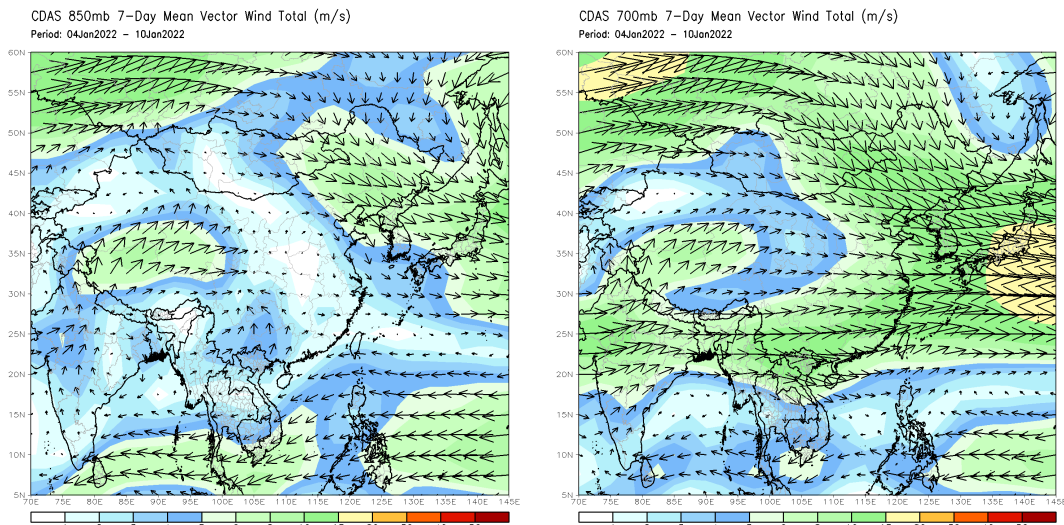 CDAS 850mb 7-Day Mean Vector Wind Total (m/s)
Period: 04Jan2022 - 10Jan2022
60N
55N
50N
45N
40N
35N
30N
25N
20N
15N
10N
5N
70E 75E 80E 85E 90E 95E 100E 105E 110E 115E 120E 125E 130E 135E 140E 145E
CDAS 700mb 7-Day Mean Vector Wind Total (m/s)
Period: 04Jan2022 - 10Jan2022
60N
55N
50N
45N
40N
35N
30N
25N
20N
15N
10N
5N
70E 75E 80E 85E 90E 95E 100E 105E 110E 115E 120E 125E 130E 135E 140E 145E